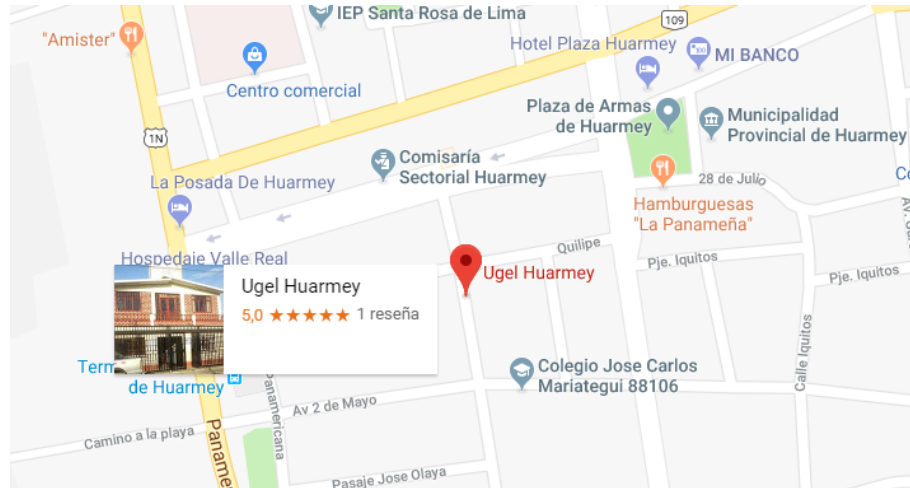 IEP Santa Rosa de Lima
109
"Amister"
Hotel Plaza Huarmey
MI BANCO
Centro comercial
Plaza de Armas
de Huarmey
Municipalidad
Provincial de Huarmey
1N
Comisaría
Sectorial Huarmey
La Posada De Huarmey
28 de Julio
Hamburguesas
"La Panameña"
Quilipe
Hospedaje Valle Real
Pje. Iquitos
Pje. Iquitos
Ugel Huarmey
Ugel Huarmey
5,0 ★★★★★ 1 reseña
Calle Iquitos
Colegio Jose Carlos
Mariategui 88106
de Huarmey
Panamericana
Av 2 de Mayo
Camino a la playa
Pasaje Jose Olaya